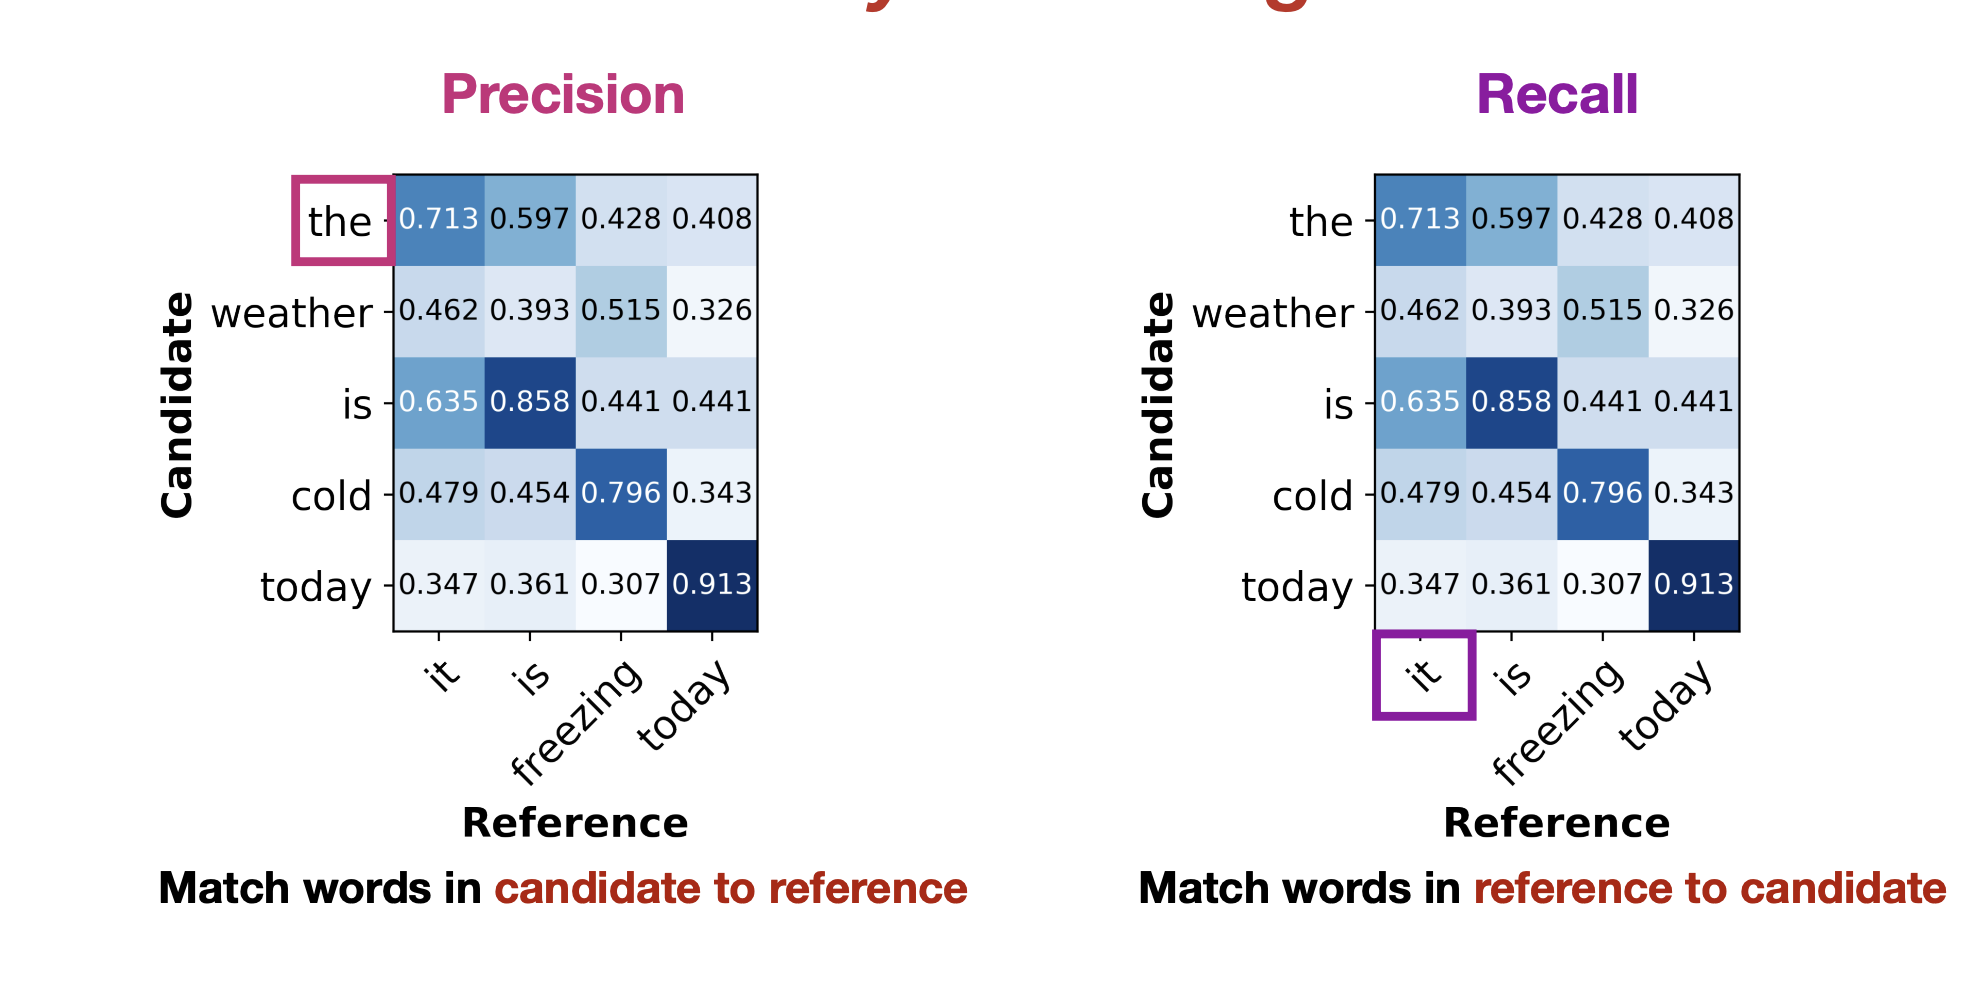 Precision
Recall
the 0.713 0.597 0.428 0.408
weather 0.462 0.393 0.515 0.326
is 0.635 0.858 0.441 0.441
cold 0.479 0.454 0.796 0.343
today 0.347 0.361 0.307 0.913
Candidate
it is freezing today
Reference
Match words in candidate to reference
the 0.713 0.597 0.428 0.408
weather 0.462 0.393 0.515 0.326
is 0.635 0.858 0.441 0.441
cold 0.479 0.454 0.796 0.343
today 0.347 0.361 0.307 0.913
Candidate
it is freezing today
Reference
Match words in reference to candidate